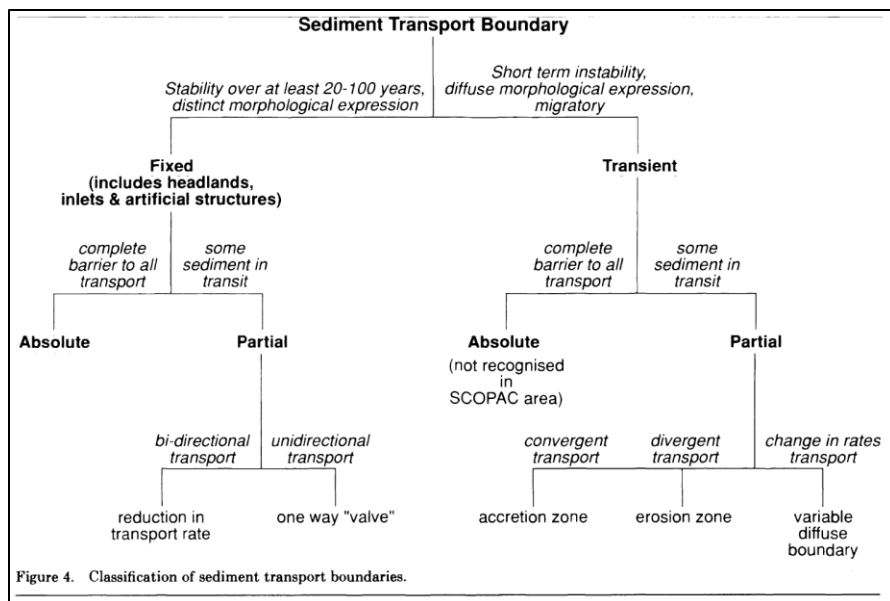 Sediment Transport Boundary
Stability over at least 20-100 years,
distinct morphological expression
Short term instability,
diffuse morphological expression,
migratory
Fixed
(includes headlands,
inlets & artificial structures)
Transient
complete
barrier to all
transport
some
sediment in
transit
complete
barrier to all
transport
some
sediment in
transit
Absolute
Partial
Absolute
(not recognised
in
SCOPAC area)
Partial
bi-directional
transport
unidirectional
transport
convergent
transport
divergent
transport
change in rates
transport
reduction in
transport rate
one way "valve"
accretion zone
erosion zone
variable
diffuse
boundary
Figure 4. Classification of sediment transport boundaries.